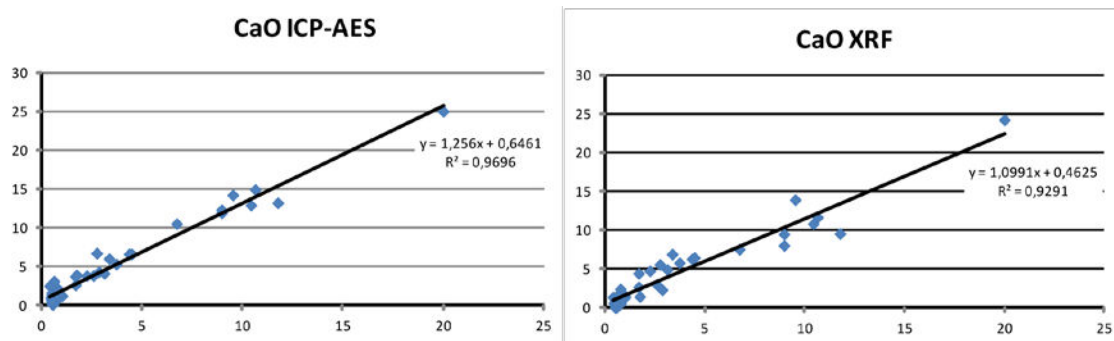 CaO ICP-AES
30
25
20
15
10
5
0
0 5 10 15 20 25
y = 1,256x + 0,6461
R² = 0,9696
CaO XRF
30
25
20
15
10
5
0
0 5 10 15 20 25
y = 1,0991x + 0,4625
R² = 0,9291